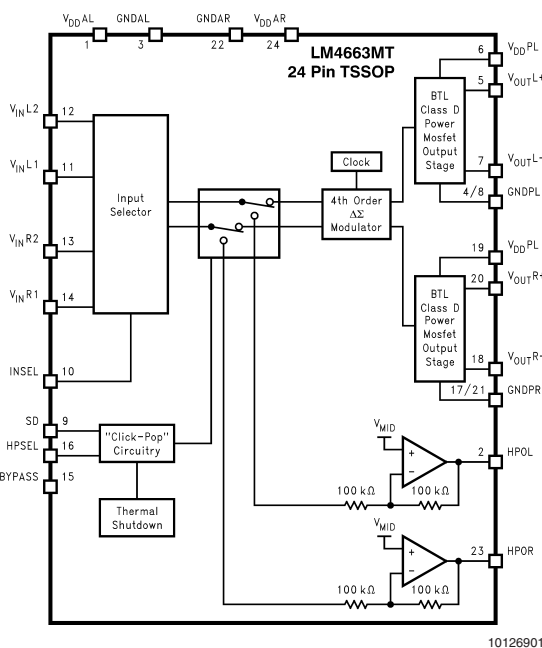 VDDAL GNDAL GNDAR VDDAR
1 3 22 24
LM4663MT
24 Pin TSSOP
6 VDDPL
5 VOUTL+
BTL
Class D
Power
Mosfet
Output
Stage
7 VOUTL-
4/8 GNDPL
VINL2 12
VINL1 11
VINR2 13
VINR1 14
Input
Selector
Clock
4th Order
ΔΣ
Modulator
19 VDDPL
20 VOUTR+
BTL
Class D
Power
Mosfet
Output
Stage
18 VOUTR-
17/21 GNDPR
INSEL 10
SD 9
HPSEL 16
BYPASS 15
"Click-Pop"
Circuitry
Thermal
Shutdown
VMID
+
−
2 HPOL
100 kΩ 100 kΩ
VMID
+
−
23 HPOR
100 kΩ 100 kΩ
10126901